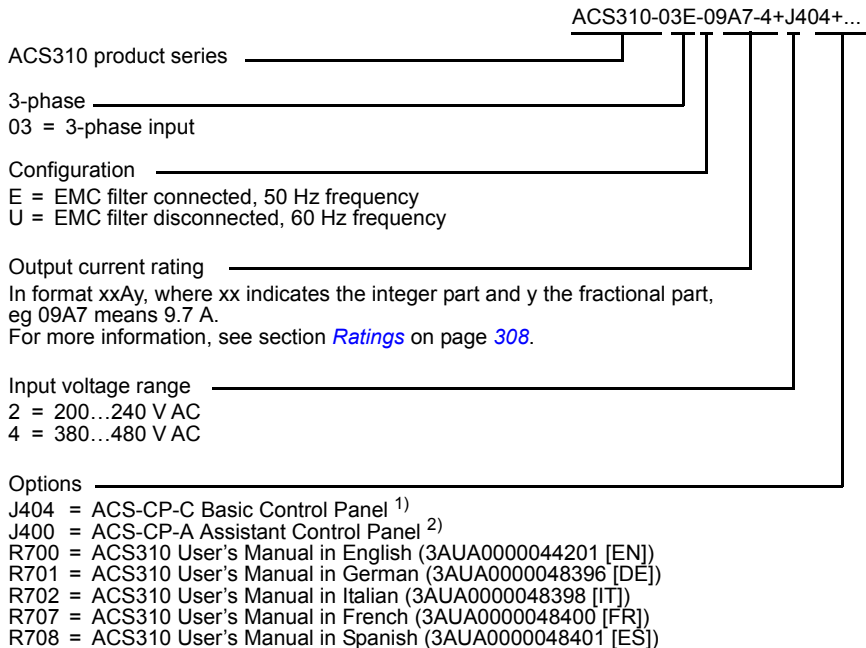 ACS310-03E-09A7-4+J404+...
ACS310 product series
3-phase
03 = 3-phase input
Configuration
E = EMC filter connected, 50 Hz frequency
U = EMC filter disconnected, 60 Hz frequency
Output current rating
In format xxAy, where xx indicates the integer part and y the fractional part,
eg 09A7 means 9.7 A.
For more information, see section Ratings on page 308.
Input voltage range
2 = 200…240 V AC
4 = 380…480 V AC
Options
J404 = ACS-CP-C Basic Control Panel 1)
J400 = ACS-CP-A Assistant Control Panel 2)
R700 = ACS310 User's Manual in English (3AUA0000044201 [EN])
R701 = ACS310 User's Manual in German (3AUA0000048396 [DE])
R702 = ACS310 User's Manual in Italian (3AUA0000048398 [IT])
R707 = ACS310 User's Manual in French (3AUA0000048400 [FR])
R708 = ACS310 User's Manual in Spanish (3AUA0000048401 [ES])